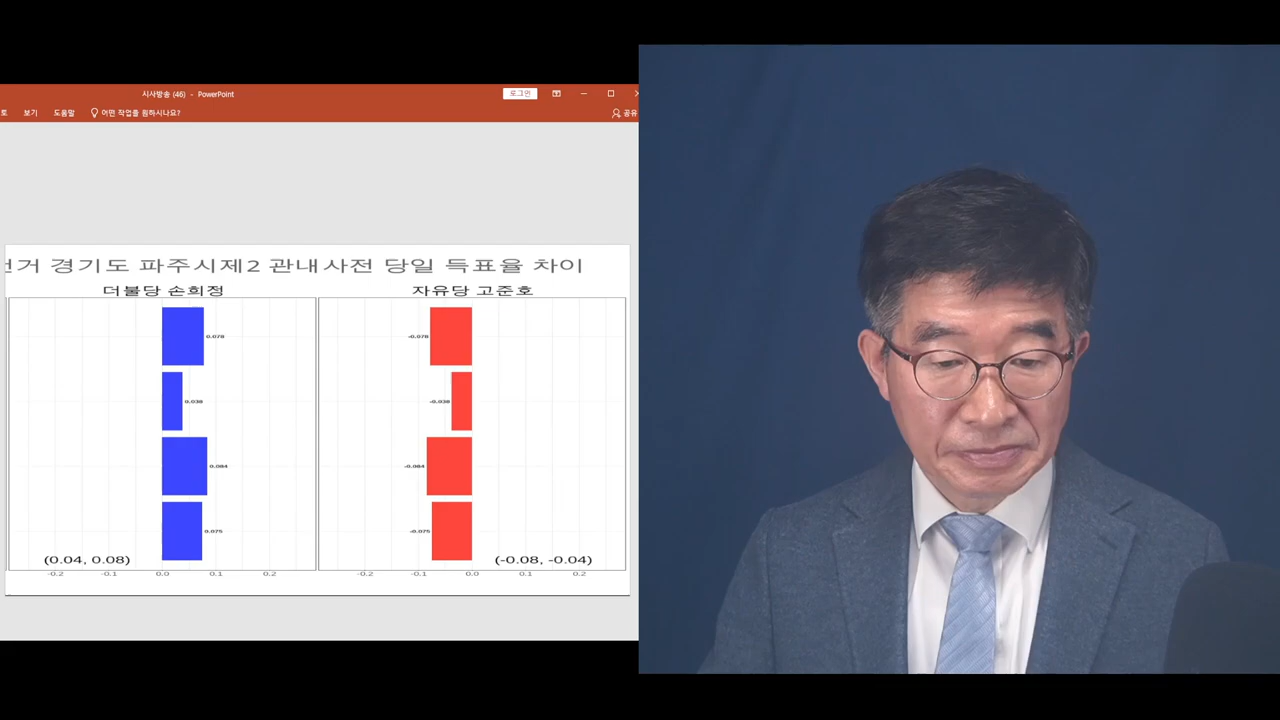 시사방송 (46) - PowerPoint
로그인
토 보기 도움말 어떤 작업을 원하시나요? 공유
선거 경기도 파주시제2 관내사전 당일 득표율 차이
더불당 손희정
자유당 고준호
0.078
-0.078
0.038
-0.038
0.084
-0.084
0.075
-0.075
(0.04, 0.08)
(-0.08, -0.04)
-0.2 -0.1 0.0 0.1 0.2
-0.2 -0.1 0.0 0.1 0.2